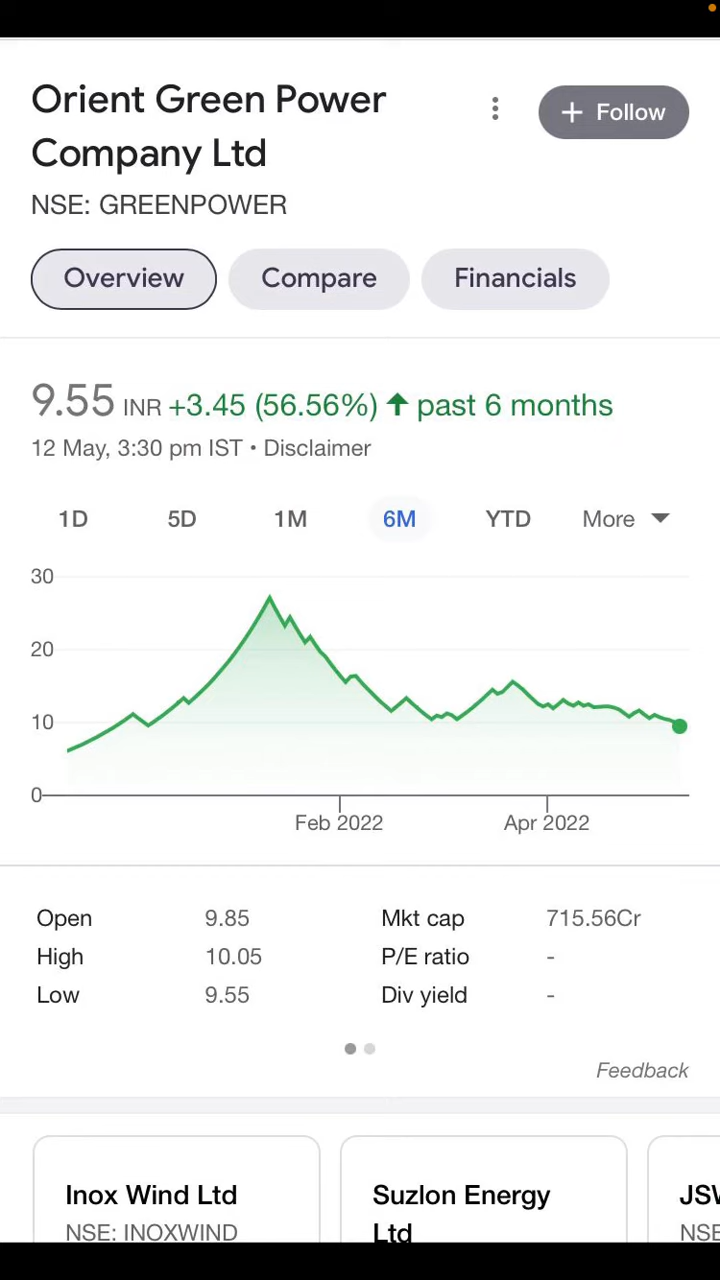 Orient Green Power
Company Ltd
+ Follow
NSE: GREENPOWER
Overview
Compare
Financials
9.55 INR +3.45 (56.56%) ↑ past 6 months
12 May, 3:30 pm IST • Disclaimer
1D
5D
1M
6M
YTD
More
30
20
10
0
Feb 2022
Apr 2022
Open 9.85
Mkt cap 715.56Cr
High 10.05
P/E ratio -
Low 9.55
Div yield -
Feedback
Inox Wind Ltd
NSE: INOXWIND
Suzlon Energy
Ltd
JSW
NSE